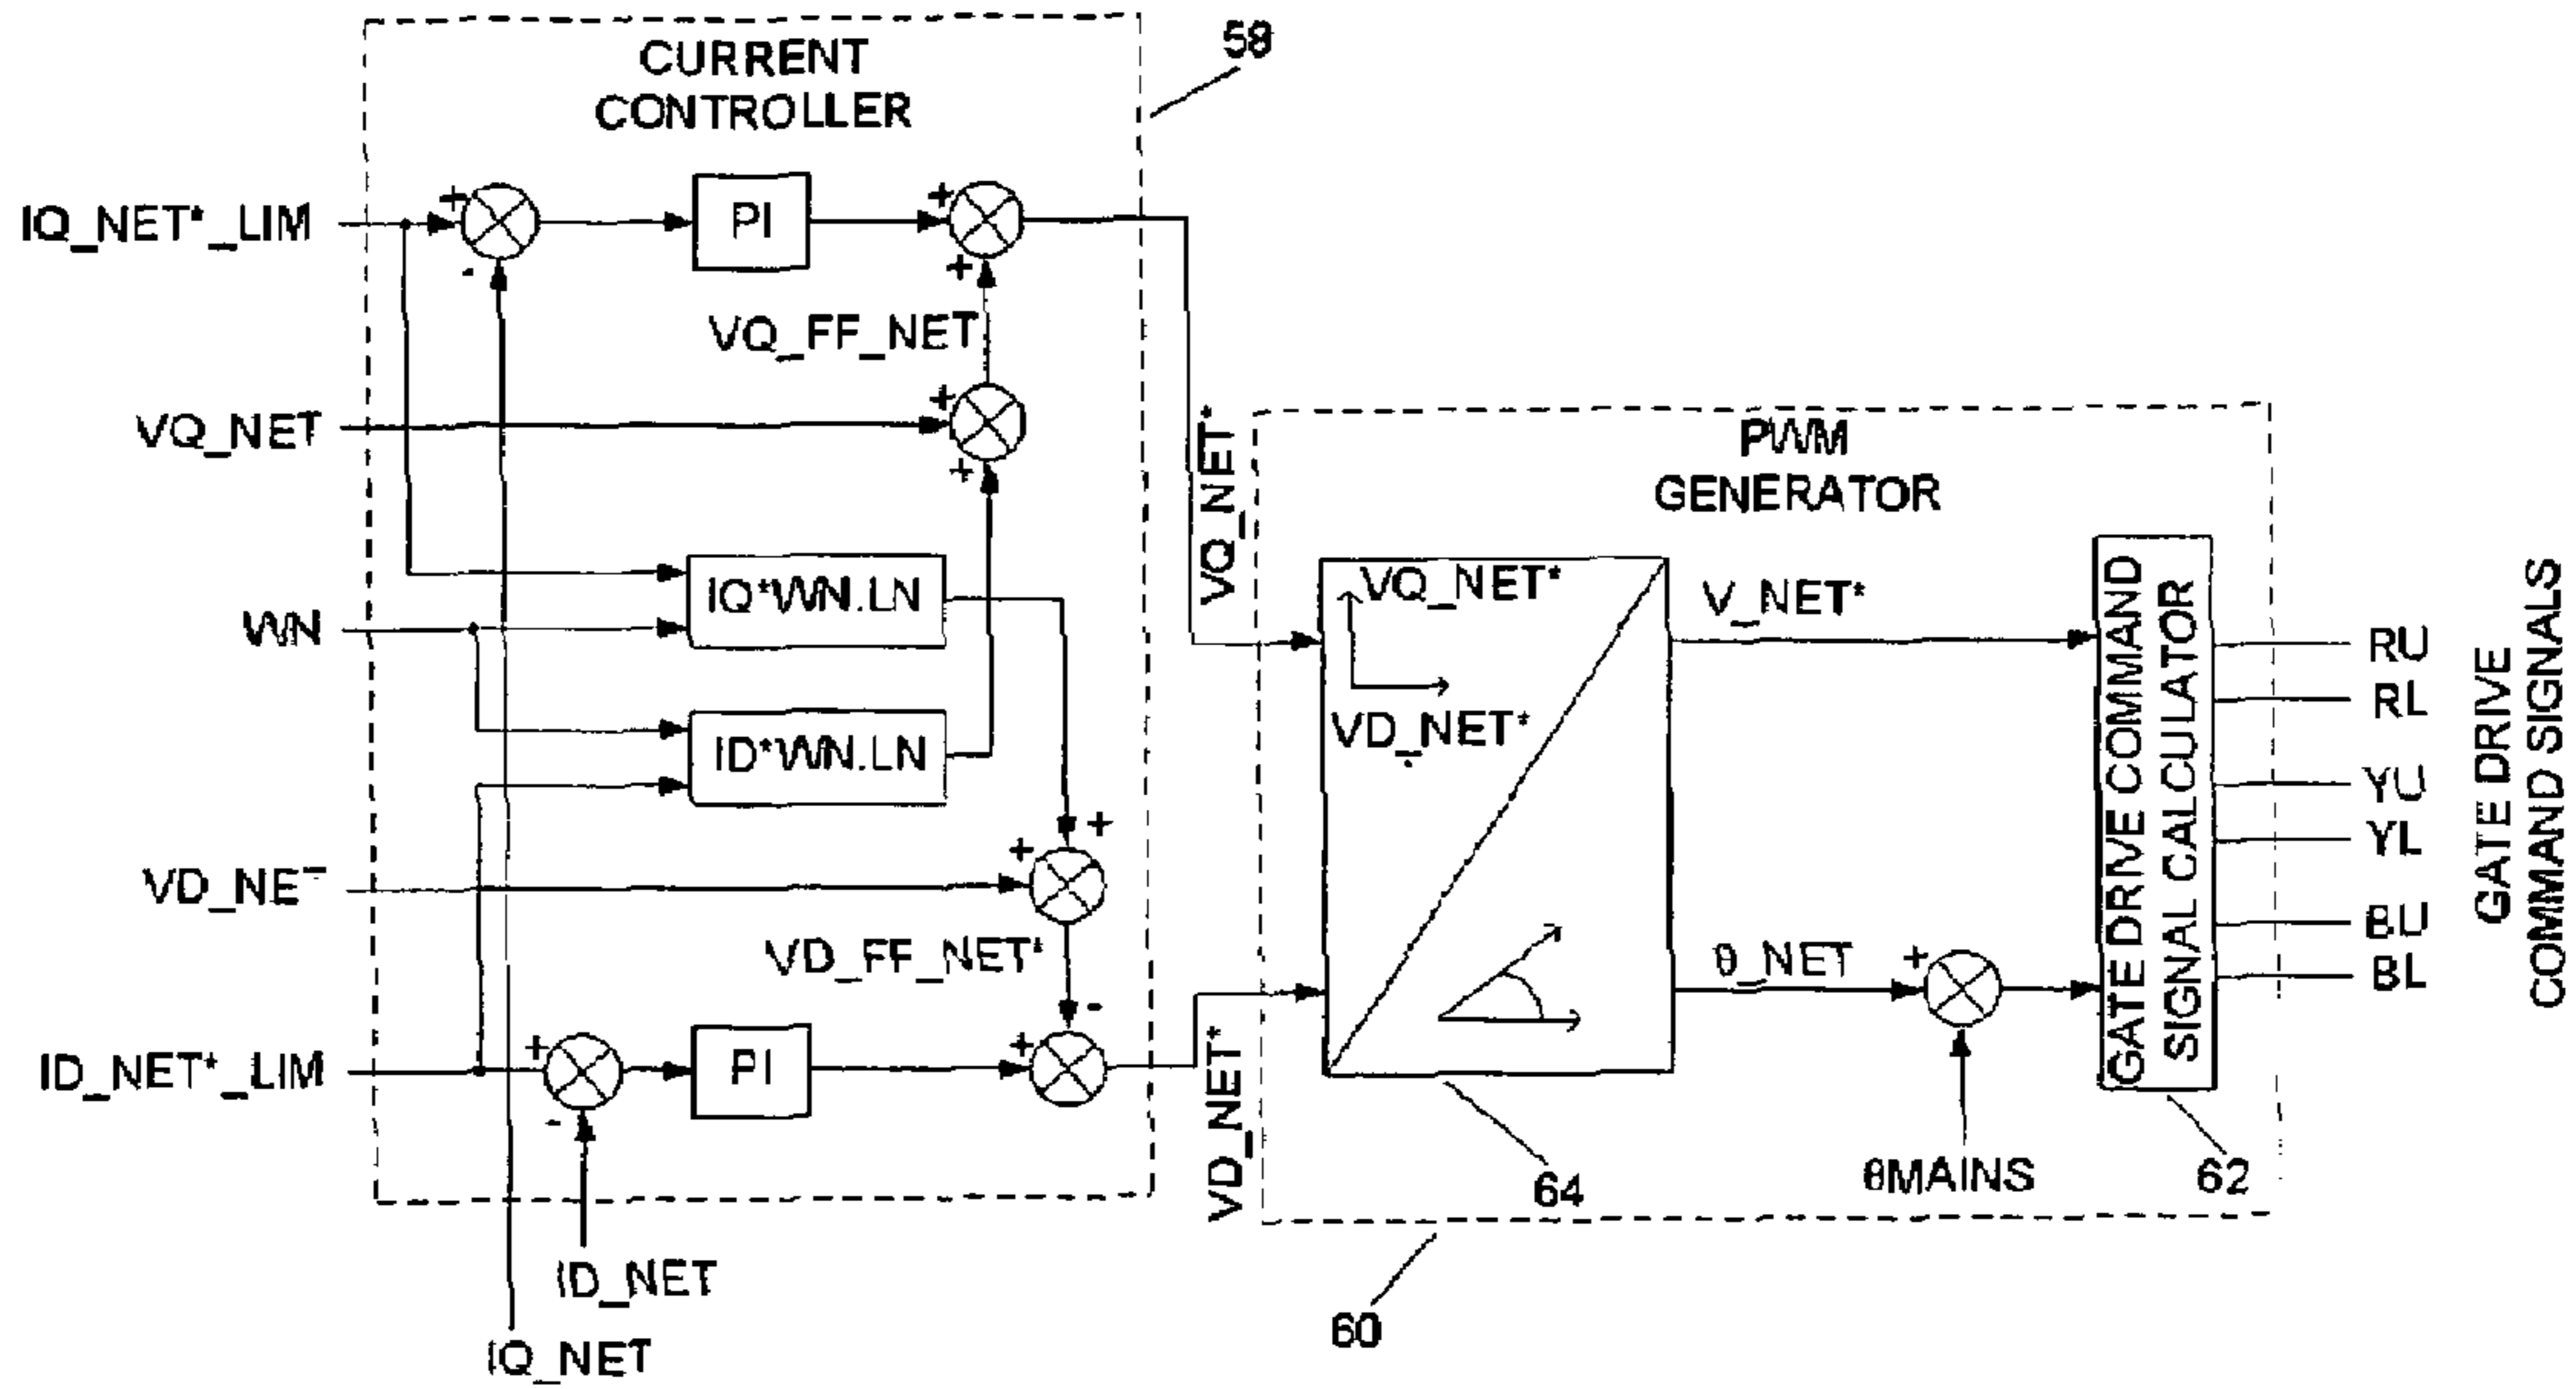 CURRENT
CONTROLLER
58
IQ_NET*_LIM
+
-
PI
+
+
VQ_FF_NET
VQ_NET
+
+
WN
IQ*WN.LN
ID*WN.LN
+
+
VD_NET
VD_FF_NET*
-
ID_NET*_LIM
+
-
PI
+
ID_NET
IQ_NET
VQ_NET*
VD_NET*
PWM
GENERATOR
VQ_NET*
VD_NET*
V_NET*
θ_NET
+
θMAINS
GATE DRIVE COMMAND
SIGNAL CALCULATOR
64
62
60
RU
RL
YU
YL
BU
BL
GATE DRIVE
COMMAND SIGNALS